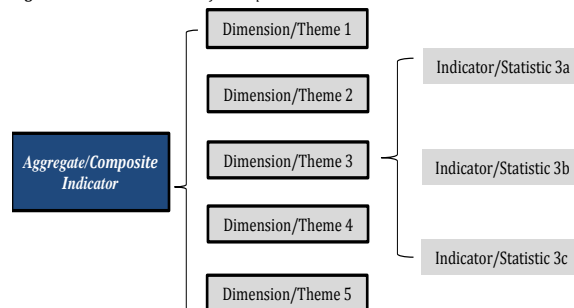 Dimension/Theme 1
Indicator/Statistic 3a
Dimension/Theme 2
Aggregate/Composite
Indicator
Dimension/Theme 3
Indicator/Statistic 3b
Dimension/Theme 4
Indicator/Statistic 3c
Dimension/Theme 5